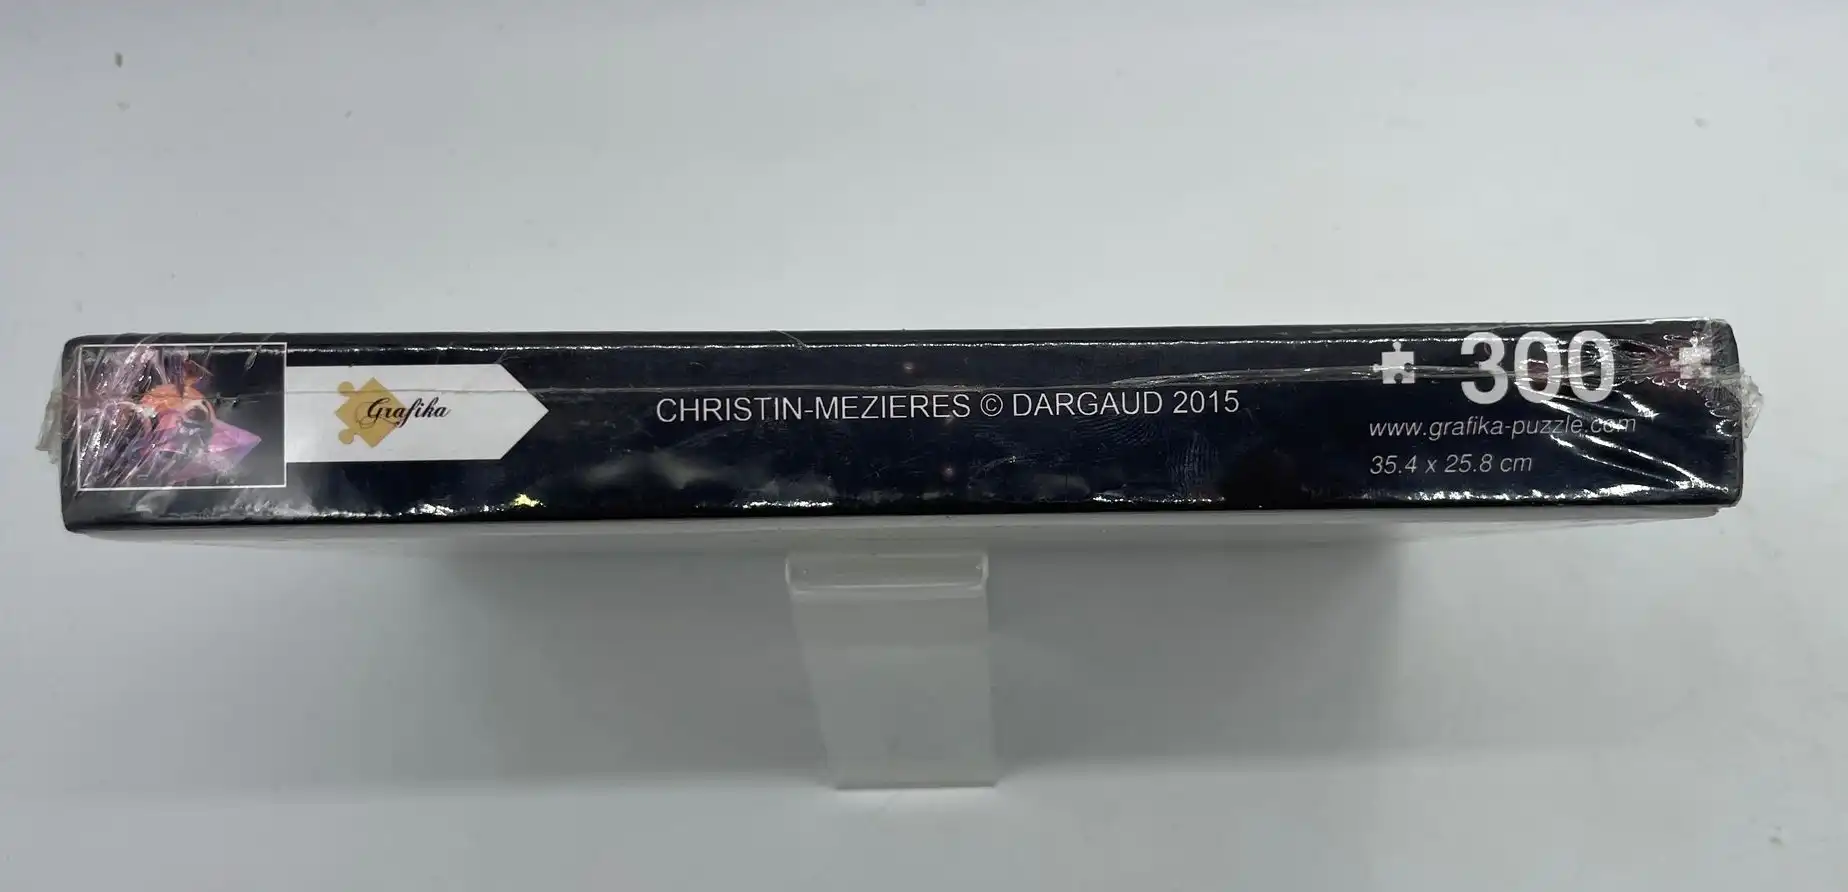 Grafika
CHRISTIN-MEZIERES © DARGAUD 2015
300
www.grafika-puzzle.com
35.4 x 25.8 cm